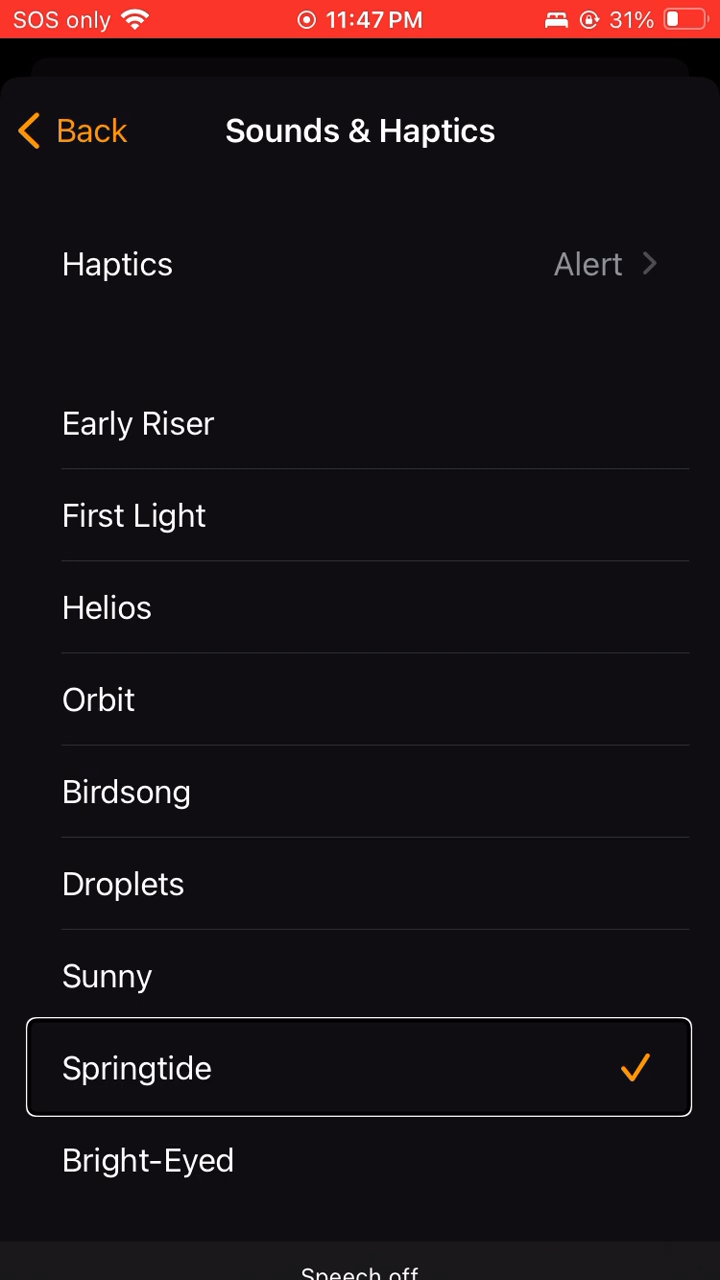 SOS only 11:47 PM 31%
Back Sounds & Haptics
Haptics Alert
Early Riser
First Light
Helios
Orbit
Birdsong
Droplets
Sunny
Springtide
Bright-Eyed
Speech off